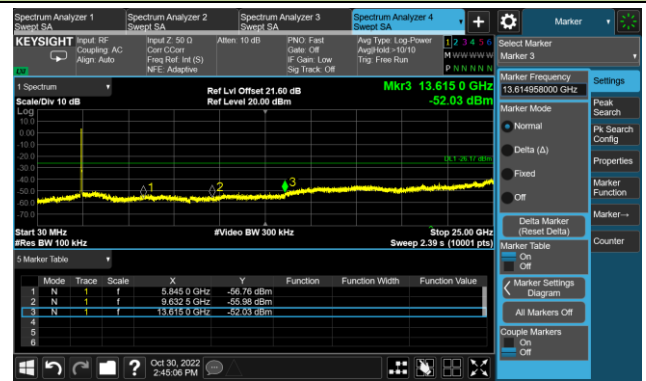 Spectrum Analyzer 1
Swept SA
Spectrum Analyzer 2
Swept SA
Spectrum Analyzer 3
Swept SA
Spectrum Analyzer 4
Swept SA
Marker
KEYSIGHT
Input: RF
Coupling: AC
Align: Auto
Input Z: 50 Ω
Corr CCorr
Freq Ref: Int (S)
NFE: Adaptive
Atten: 10 dB
PNO: Fast
Gate: Off
IF Gain: Low
Sig Track: Off
Avg Type: Log-Power
Avg|Hold:>10/10
Trig: Free Run
1 2 3 4 5 6
M W W W W W
P N N N N N
Select Marker
Marker 3
1 Spectrum
Scale/Div 10 dB
Ref Lvl Offset 21.60 dB
Ref Level 20.00 dBm
Mkr3 13.615 0 GHz
-52.03 dBm
Log
10.0
0.00
-10.0
-20.0
-30.0
-40.0
-50.0
-60.0
-70.0
DL1 -26.17 dBm
1
2
3
Start 30 MHz
#Res BW 100 kHz
#Video BW 300 kHz
Stop 25.00 GHz
Sweep 2.39 s (10001 pts)
5 Marker Table
Mode Trace Scale X Y Function Function Width Function Value
1 N 1 f 5.845 0 GHz -56.76 dBm
2 N 1 f 9.632 5 GHz -55.98 dBm
3 N 1 f 13.615 0 GHz -52.03 dBm
4
5
6
Marker Frequency
13.614958000 GHz
Marker Mode
Normal
Delta (Δ)
Fixed
Off
Delta Marker
(Reset Delta)
Marker Table
On
Off
Marker Settings
Diagram
All Markers Off
Couple Markers
On
Off
Settings
Peak
Search
Pk Search
Config
Properties
Marker
Function
Marker→
Counter
?
Oct 30, 2022
2:45:06 PM